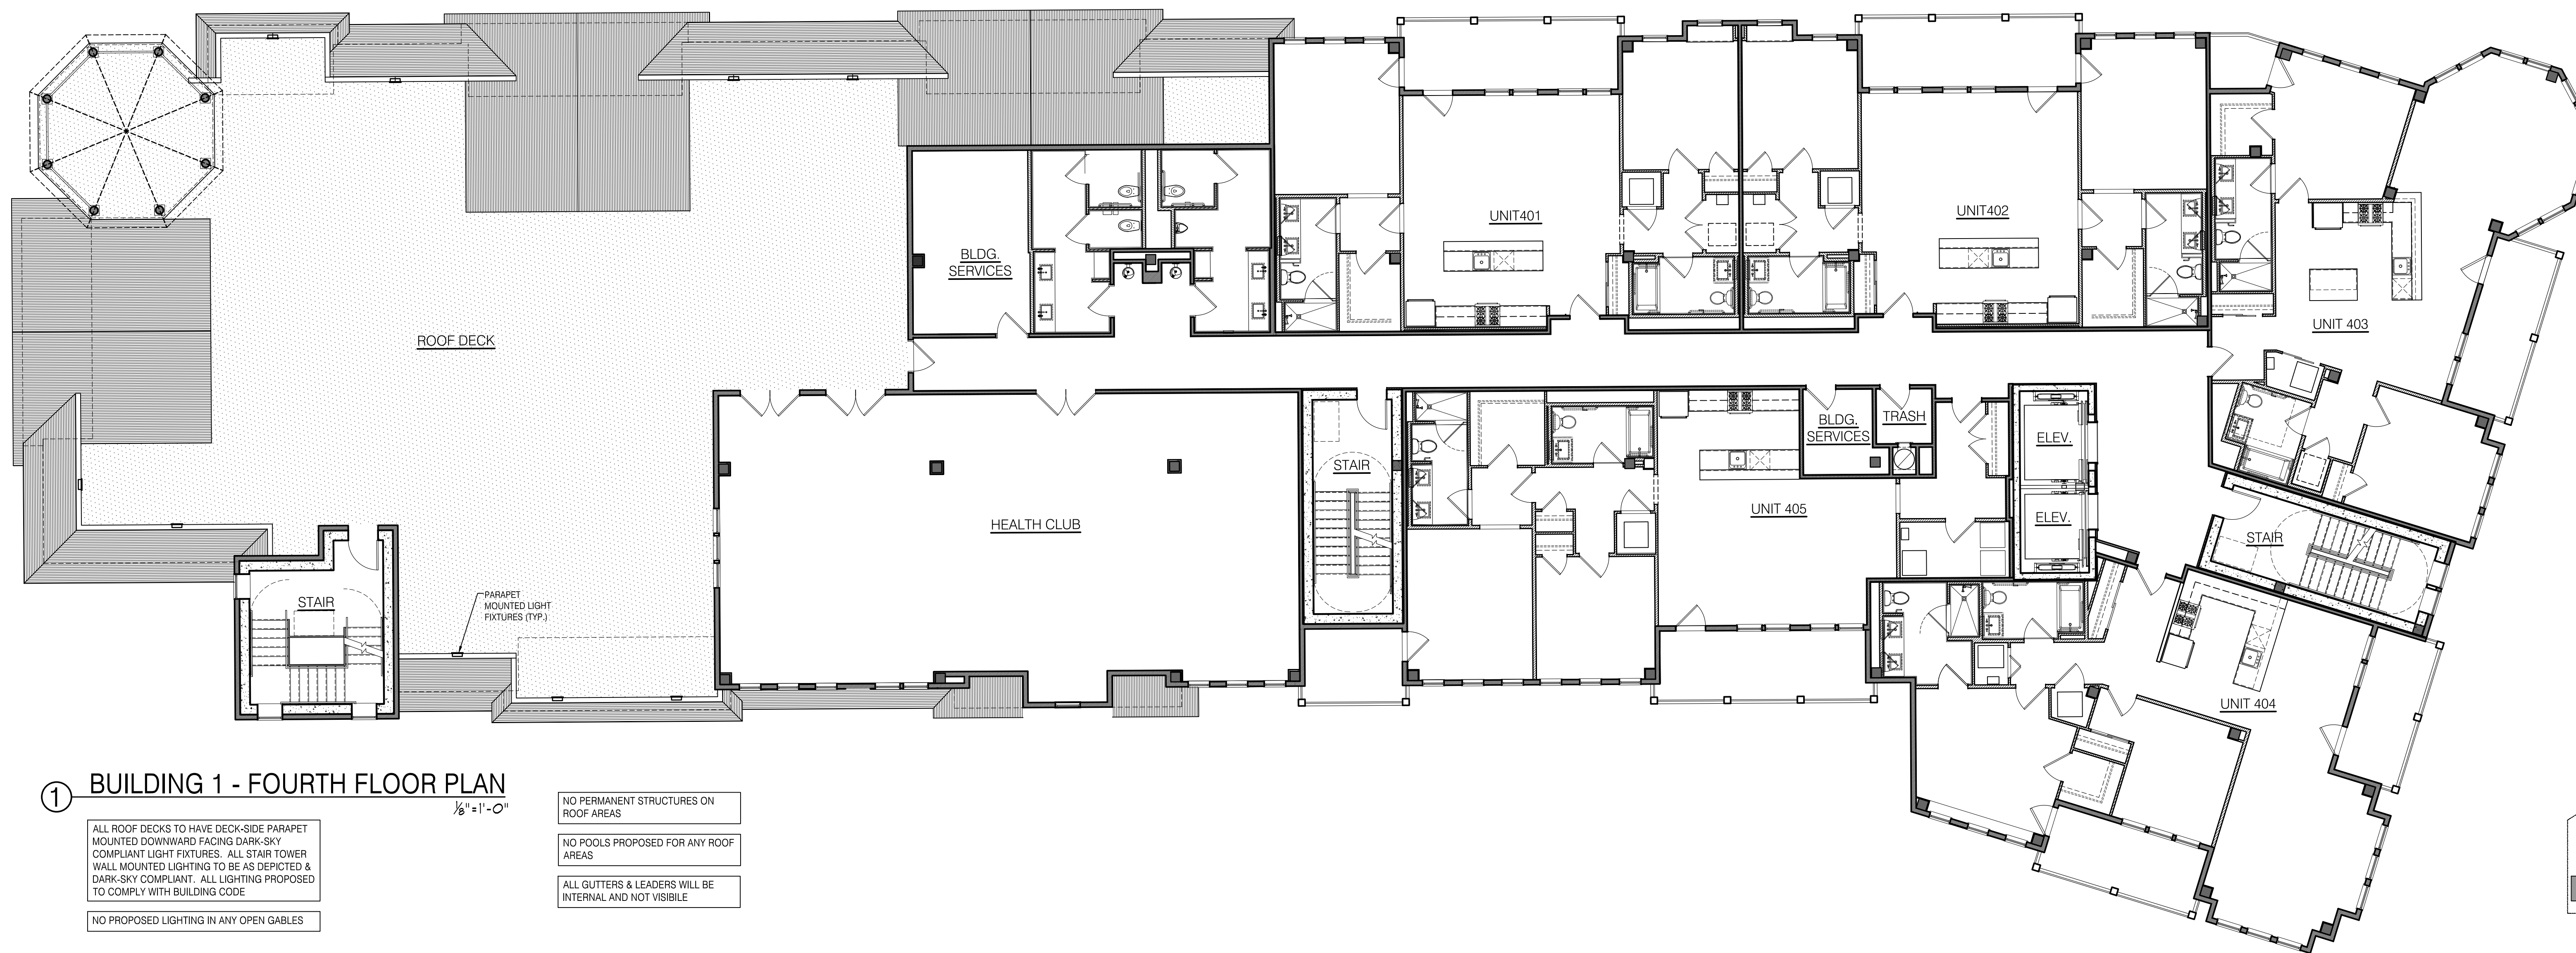 UNIT401
UNIT402
BLDG.
SERVICES
UNIT 403
ROOF DECK
BLDG.
SERVICES
TRASH
ELEV.
STAIR
UNIT 405
HEALTH CLUB
ELEV.
STAIR
STAIR
PARAPET
MOUNTED LIGHT
FIXTURES (TYP.)
UNIT 404
1
BUILDING 1 - FOURTH FLOOR PLAN
1/8"=1'-0"
ALL ROOF DECKS TO HAVE DECK-SIDE PARAPET
MOUNTED DOWNWARD FACING DARK-SKY
COMPLIANT LIGHT FIXTURES.  ALL STAIR TOWER
WALL MOUNTED LIGHTING TO BE AS DEPICTED &
DARK-SKY COMPLIANT.  ALL LIGHTING PROPOSED
TO COMPLY WITH BUILDING CODE
NO PROPOSED LIGHTING IN ANY OPEN GABLES
NO PERMANENT STRUCTURES ON
ROOF AREAS
NO POOLS PROPOSED FOR ANY ROOF
AREAS
ALL GUTTERS & LEADERS WILL BE
INTERNAL AND NOT VISIBILE